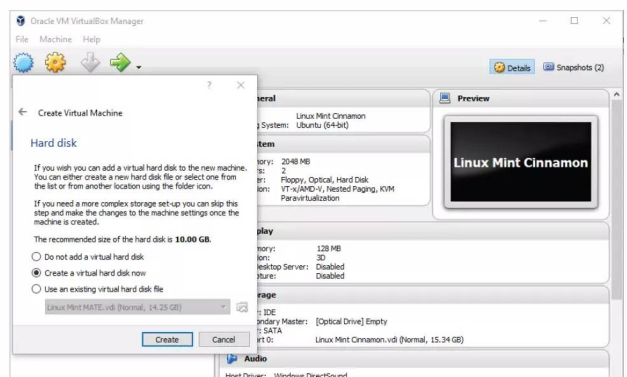 Oracle VM VirtualBox Manager
File Machine Help
Details Snapshots (2)
?
Create Virtual Machine
Hard disk
If you wish you can add a virtual hard disk to the new machine.
You can either create a new hard disk file or select one from
the list or from another location using the folder icon.
If you need a more complex storage set-up you can skip this
step and make the changes to the machine settings once the
machine is created.
The recommended size of the hard disk is 10.00 GB.
Do not add a virtual hard disk
Create a virtual hard disk now
Use an existing virtual hard disk file
Linux Mint MATE.vdi (Normal, 14.25 GB)
Create Cancel
neral
Linux Mint Cinnamon
g System: Ubuntu (64-bit)
stem
mory: 2048 MB
rs: 2
er: Floppy, Optical, Hard Disk
ion: VT-x/AMD-V, Nested Paging, KVM
Paravirtualization
Preview
Linux Mint Cinnamon
play
mory: 128 MB
ion: 3D
esktop Server: Disabled
pture: Disabled
rage
r: IDE
ondary Master: [Optical Drive] Empty
r: SATA
rt 0: Linux Mint Cinnamon.vdi (Normal, 15.34 GB)
Audio
Host Driver: Windows DirectSound